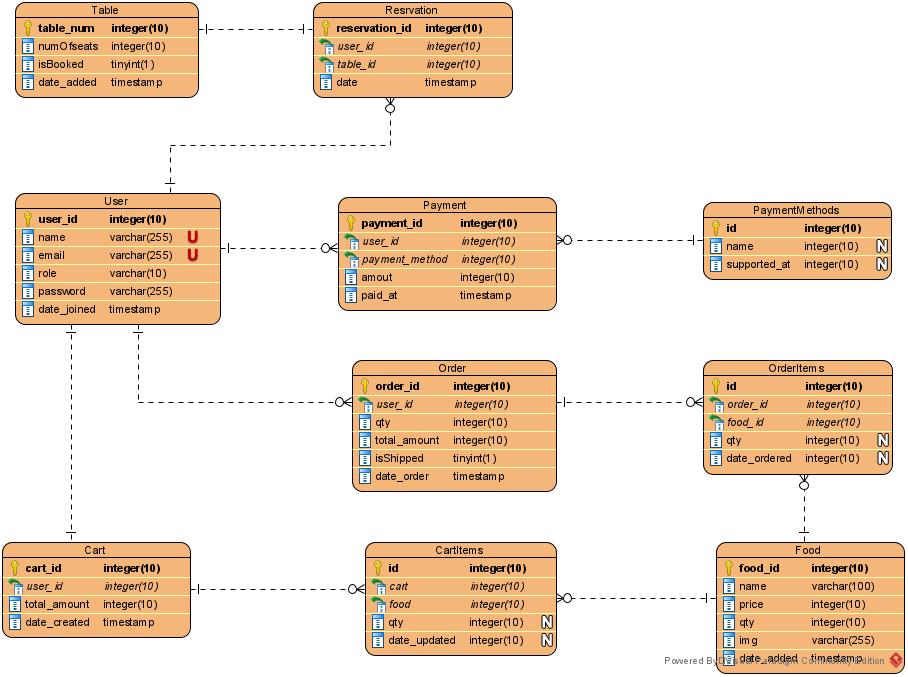 Table
table_num integer(10)
numOfseats integer(10)
isBooked tinyint(1)
date_added timestamp
Resrvation
reservation_id integer(10)
user_id integer(10)
table_id integer(10)
date timestamp
User
user_id integer(10)
name varchar(255) U
email varchar(255) U
role varchar(10)
password varchar(255)
date_joined timestamp
Payment
payment_id integer(10)
user_id integer(10)
payment_method integer(10)
amout integer(10)
paid_at timestamp
PaymentMethods
id integer(10)
name integer(10) N
supported_at integer(10) N
Order
order_id integer(10)
user_id integer(10)
qty integer(10)
total_amount integer(10)
isShipped tinyint(1)
date_order timestamp
OrderItems
id integer(10)
order_id integer(10)
food_id integer(10)
qty integer(10) N
date_ordered integer(10) N
Cart
cart_id integer(10)
user_id integer(10)
total_amount integer(10)
date_created timestamp
CartItems
id integer(10)
cart integer(10)
food integer(10)
qty integer(10) N
date_updated integer(10) N
Food
food_id integer(10)
name varchar(100)
price integer(10)
qty integer(10)
img varchar(255)
date_added timestamp
Powered By Visual Paradigm Community Edition